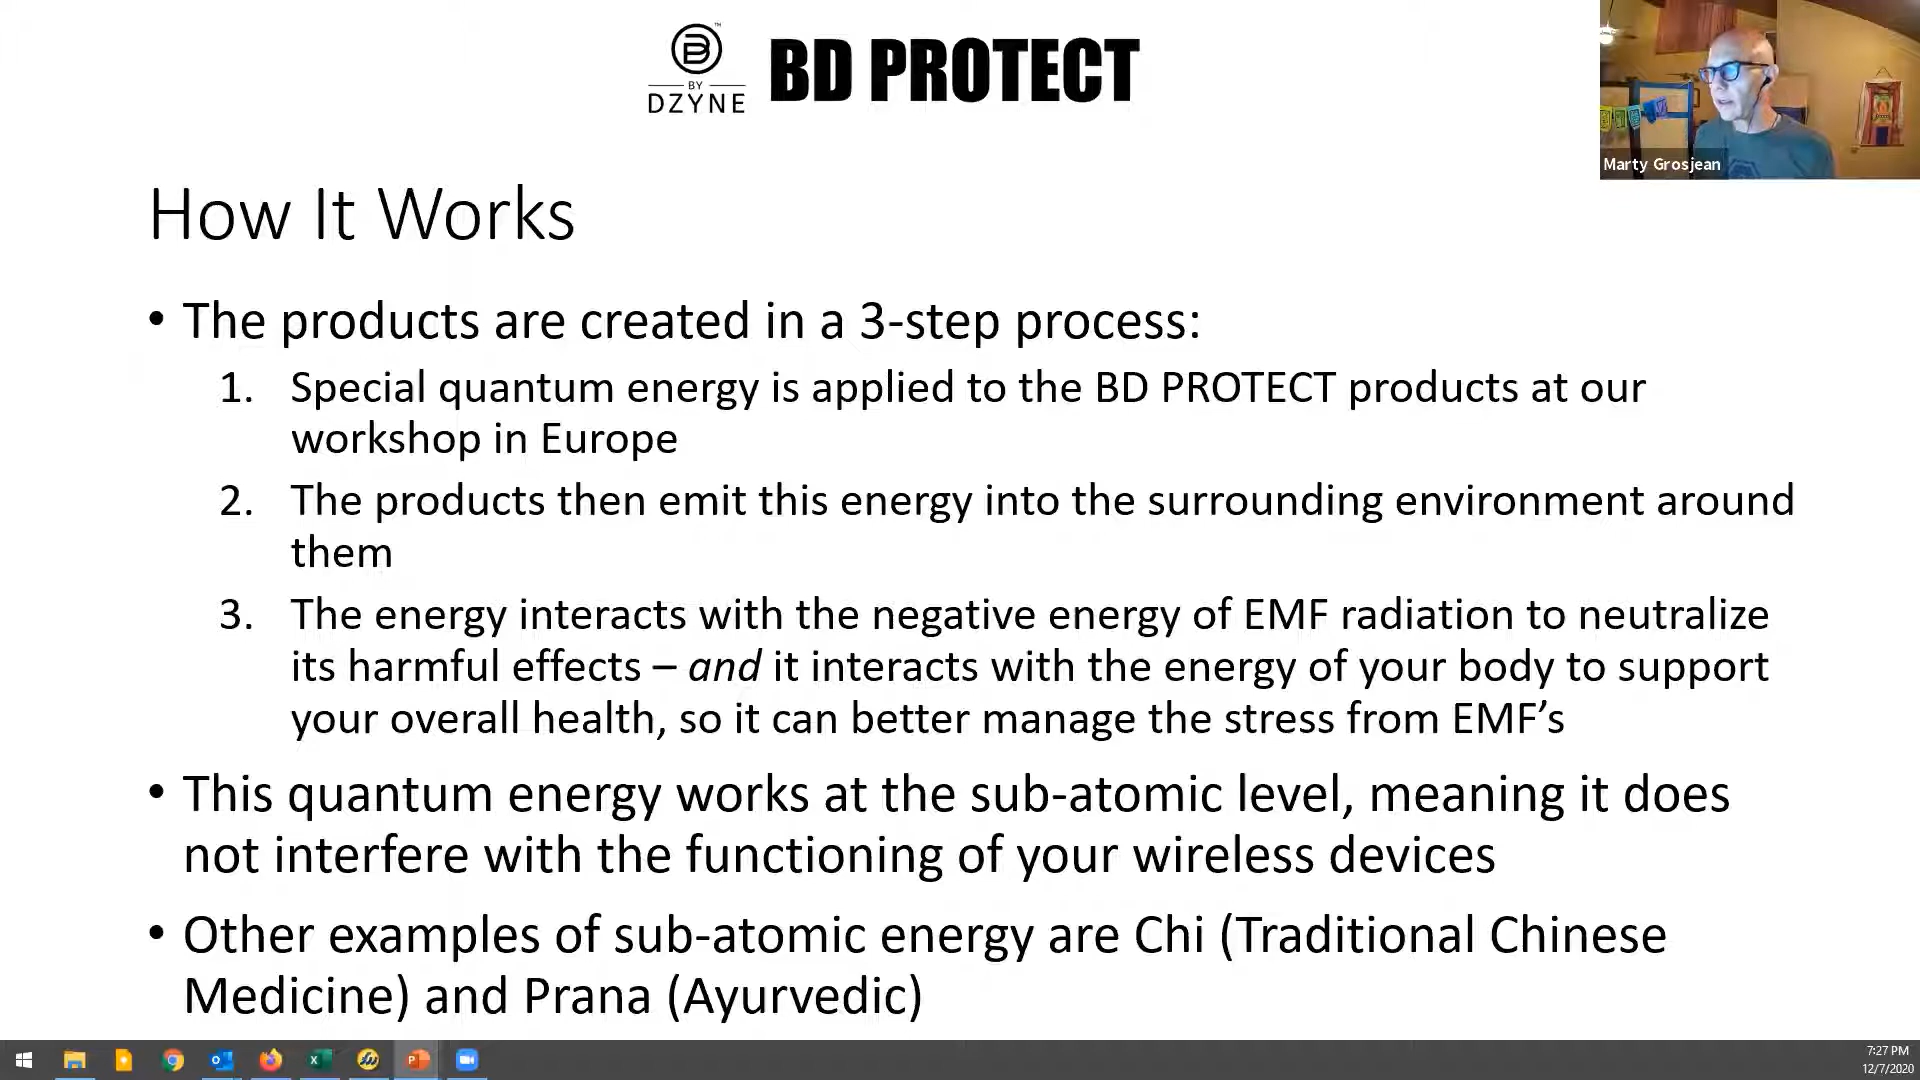 B™
BY
DZYNE
BD PROTECT
Marty Grosjean
How It Works
• The products are created in a 3-step process:
1. Special quantum energy is applied to the BD PROTECT products at our
workshop in Europe
2. The products then emit this energy into the surrounding environment around
them
3. The energy interacts with the negative energy of EMF radiation to neutralize
its harmful effects – and it interacts with the energy of your body to support
your overall health, so it can better manage the stress from EMF’s
• This quantum energy works at the sub-atomic level, meaning it does
not interfere with the functioning of your wireless devices
• Other examples of sub-atomic energy are Chi (Traditional Chinese
Medicine) and Prana (Ayurvedic)
7:27 PM
12/7/2020